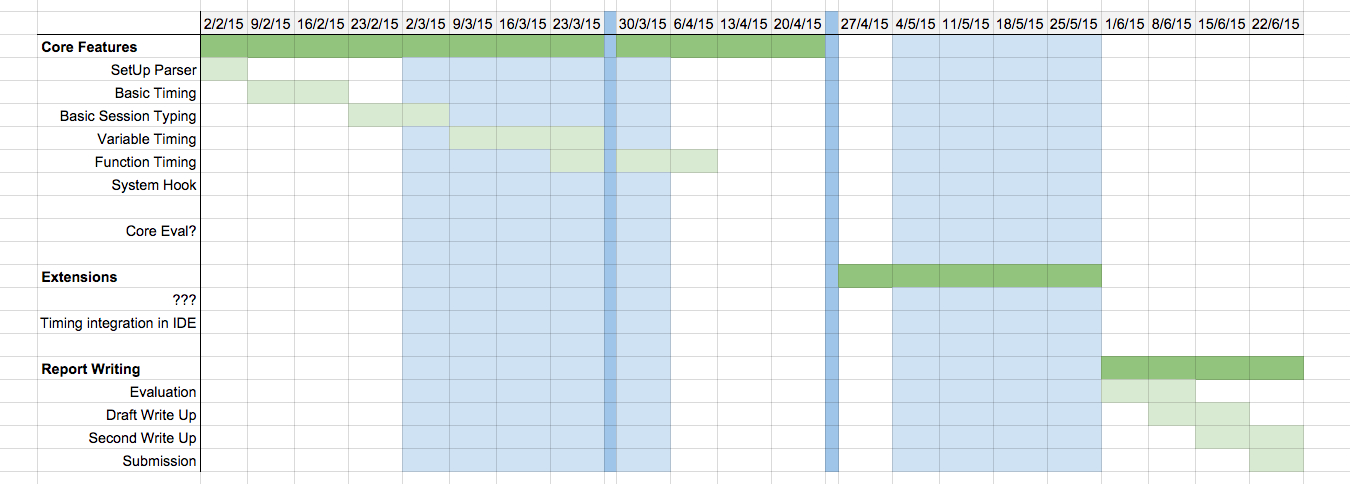 2/2/15 9/2/15 16/2/15 23/2/15 2/3/15 9/3/15 16/3/15 23/3/15 30/3/15 6/4/15 13/4/15 20/4/15 27/4/15 4/5/15 11/5/15 18/5/15 25/5/15 1/6/15 8/6/15 15/6/15 22/6/15
Core Features
SetUp Parser
Basic Timing
Basic Session Typing
Variable Timing
Function Timing
System Hook
Core Eval?
Extensions
???
Timing integration in IDE
Report Writing
Evaluation
Draft Write Up
Second Write Up
Submission